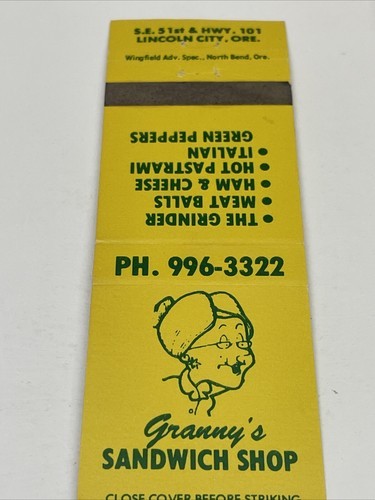 S.E. 51st & HWY. 101
LINCOLN CITY, ORE.
Wingfield Adv. Spec., North Bend, Ore.
• THE GRINDER
• MEAT BALLS
• HAM & CHEESE
• HOT PASTRAMI
• ITALIAN
GREEN PEPPERS
PH. 996-3322
Granny's
SANDWICH SHOP
CLOSE COVER BEFORE STRIKING